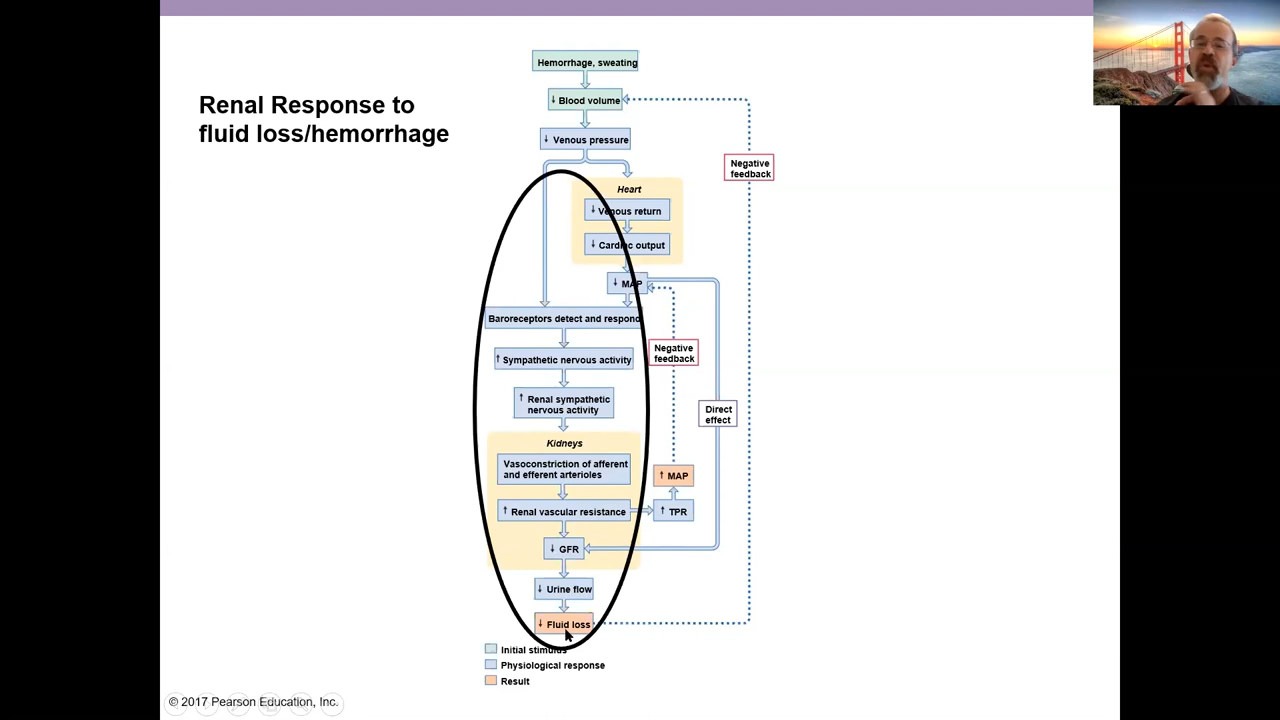 Renal Response to
fluid loss/hemorrhage
Hemorrhage, sweating
↓ Blood volume
↓ Venous pressure
Negative
feedback
Heart
↓ Venous return
↓ Cardiac output
↓ MAP
Baroreceptors detect and respond
↑ Sympathetic nervous activity
Negative
feedback
↑ Renal sympathetic
nervous activity
Direct
effect
Kidneys
Vasoconstriction of afferent
and efferent arterioles
↑ MAP
↑ Renal vascular resistance
↑ TPR
↓ GFR
↓ Urine flow
↓ Fluid loss
Initial stimulus
Physiological response
Result
© 2017 Pearson Education, Inc.